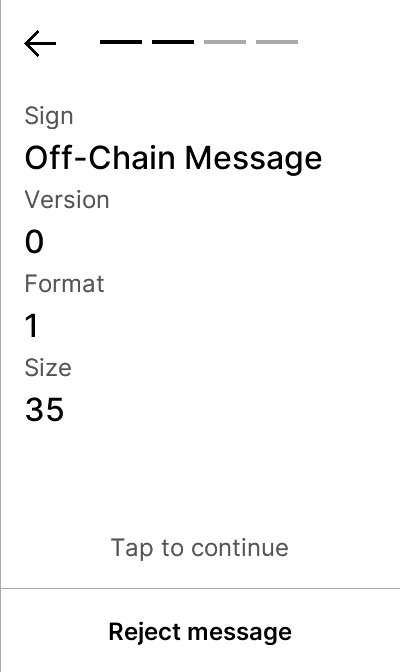 Sign
Off-Chain Message
Version
0
Format
1
Size
35
Tap to continue
Reject message